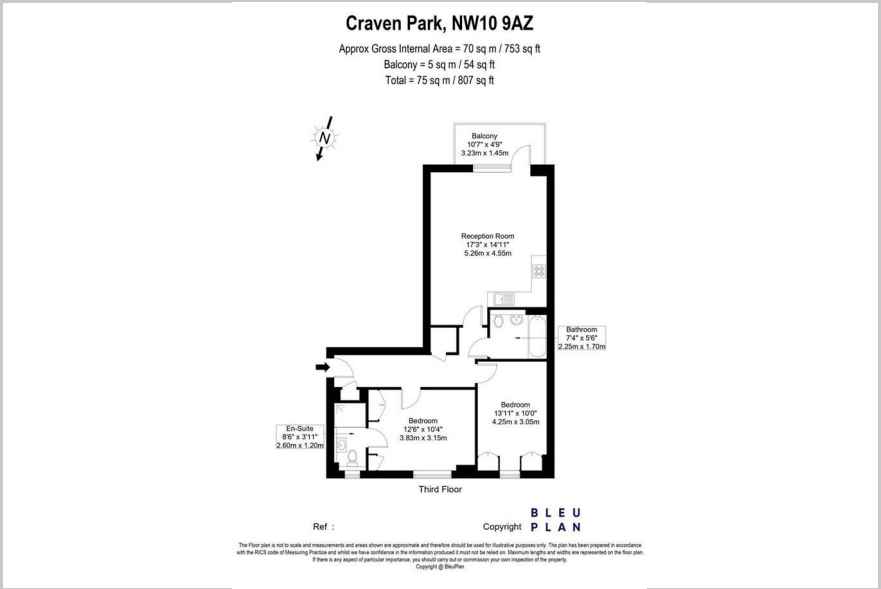 Craven Park, NW10 9AZ
Approx Gross Internal Area = 70 sq m / 753 sq ft
Balcony = 5 sq m / 54 sq ft
Total = 75 sq m / 807 sq ft
N
Balcony
10'7" x 4'9"
3.23m x 1.45m
Reception Room
17'3" x 14'11"
5.26m x 4.55m
Bathroom
7'4" x 5'6"
2.25m x 1.70m
Bedroom
13'11" x 10'0"
4.25m x 3.05m
Bedroom
12'6" x 10'4"
3.83m x 3.15m
En-Suite
8'6" x 3'11"
2.60m x 1.20m
Third Floor
Ref :
Copyright
BLEU
PLAN
The Floor plan is not to scale and measurements and areas shown are approximate and therefore should be used for illustrative purposes only. The plan has been prepared in accordance
with the RICS code of Measuring Practice and whilst we have confidence in the information produced it must not be relied on. Maximum lengths and widths are represented on the floor plan.
If there is any aspect of particular importance, you should carry out or commission your own inspection of the property.
Copyright @ BleuPlan